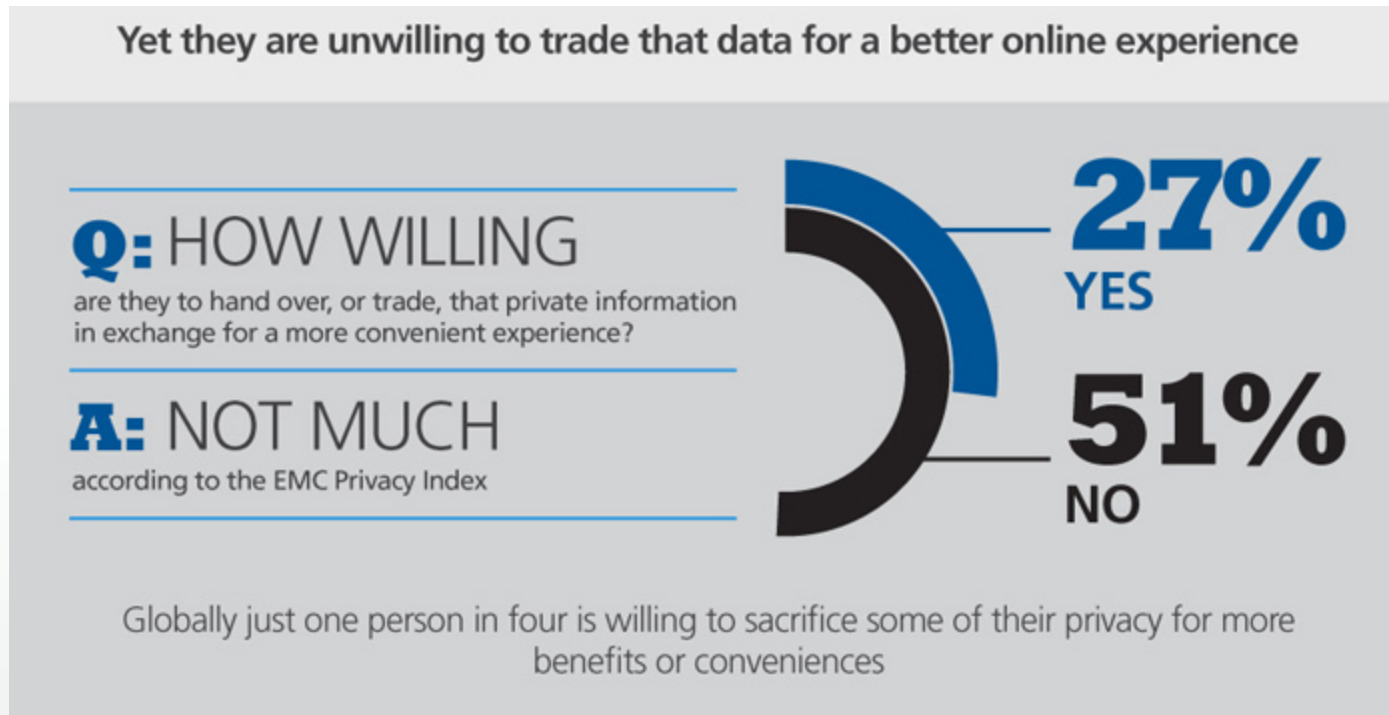 Yet they are unwilling to trade that data for a better online experience
Q: HOW WILLING
are they to hand over, or trade, that private information
in exchange for a more convenient experience?
A: NOT MUCH
according to the EMC Privacy Index
27%
YES
51%
NO
Globally just one person in four is willing to sacrifice some of their privacy for more
benefits or conveniences